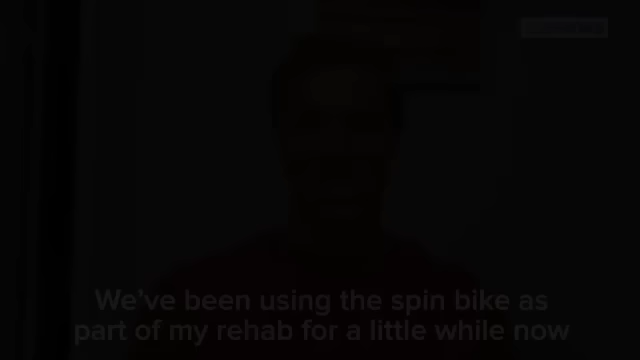 We've been using the spin bike as
part of my rehab for a little while now